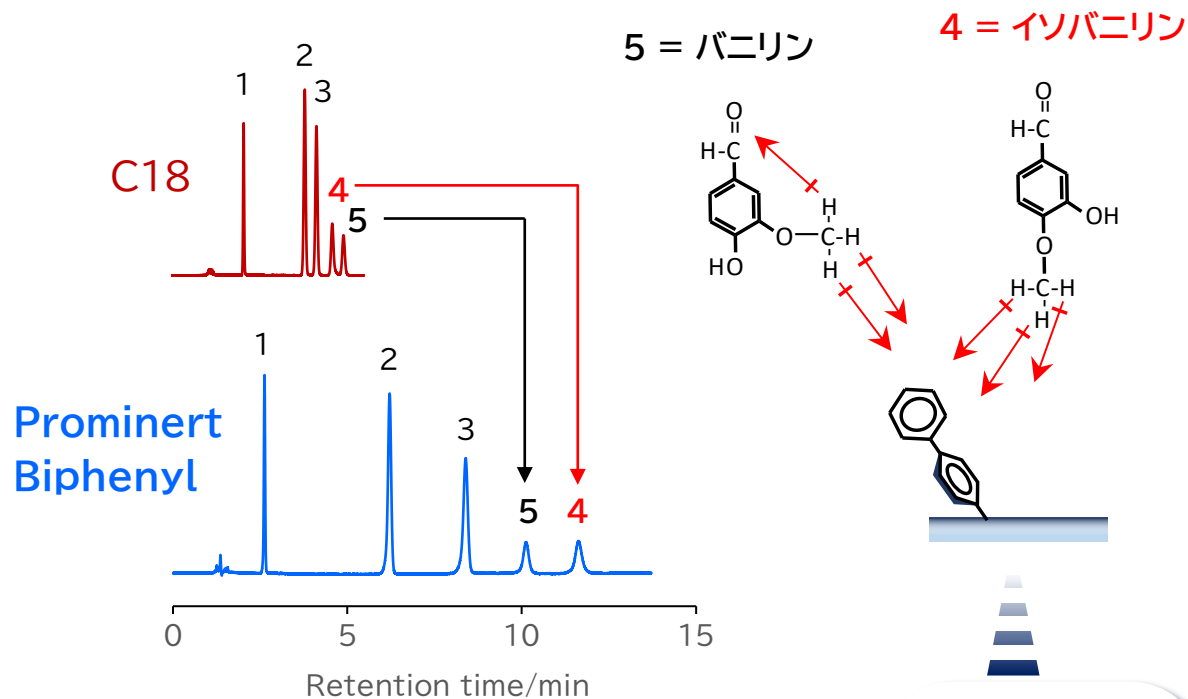 5 = バニリン
4 = イソバニリン
C18
1
2
3
4
5
Prominert
Biphenyl
1
2
3
5
4
0
5
10
15
Retention time/min
O
H-C
H
O
C-H
H
HO
O
H-C
OH
O
H-C-H
H